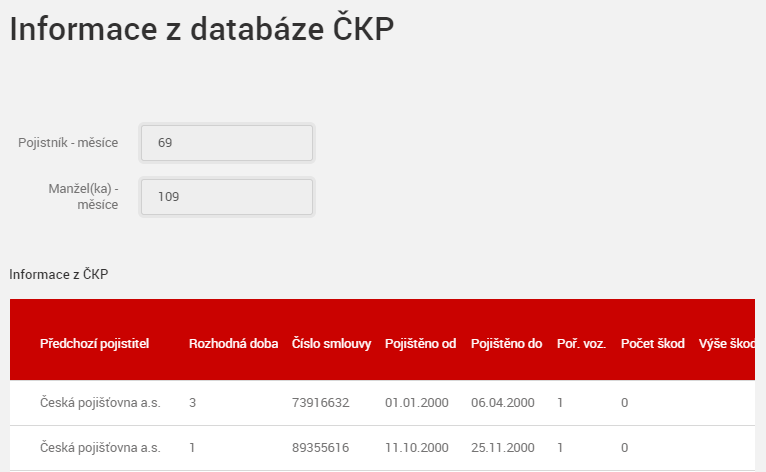 Informace z databáze ČKP
Pojistník - měsíce 69
Manžel(ka) -
měsíce 109
Informace z ČKP
Předchozí pojistitel Rozhodná doba Číslo smlouvy Pojištěno od Pojištěno do Poř. voz. Počet škod Výše škod
Česká pojišťovna a.s. 3 73916632 01.01.2000 06.04.2000 1 0
Česká pojišťovna a.s. 1 89355616 11.10.2000 25.11.2000 1 0